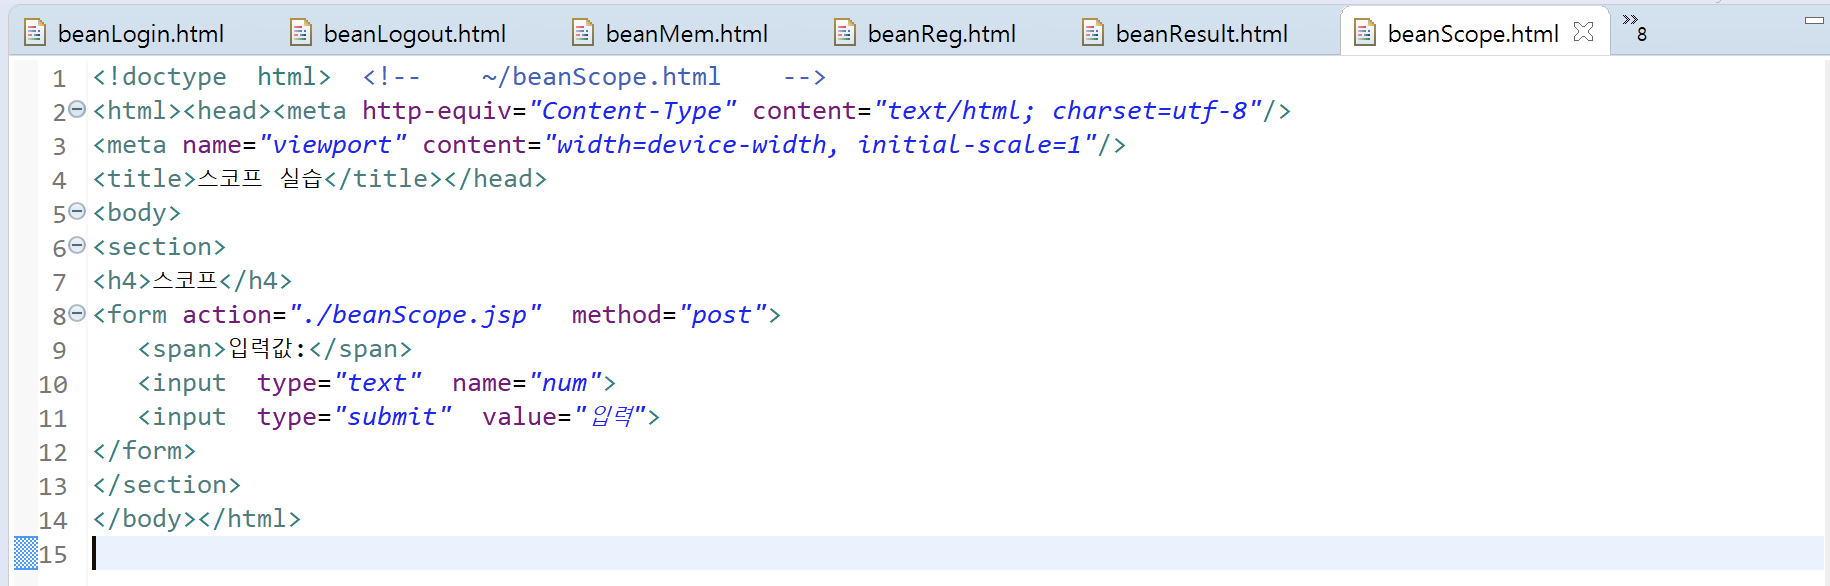 beanLogin.html beanLogout.html beanMem.html beanReg.html beanResult.html beanScope.html »8
1 <!doctype  html>  <!--    ~/beanScope.html    -->
2 <html><head><meta http-equiv="Content-Type" content="text/html; charset=utf-8"/>
3 <meta name="viewport" content="width=device-width, initial-scale=1"/>
4 <title>스코프 실습</title></head>
5 <body>
6 <section>
7 <h4>스코프</h4>
8 <form action="./beanScope.jsp"  method="post">
9    <span>입력값:</span>
10    <input  type="text"  name="num">
11    <input  type="submit"  value="입력">
12 </form>
13 </section>
14 </body></html>
15